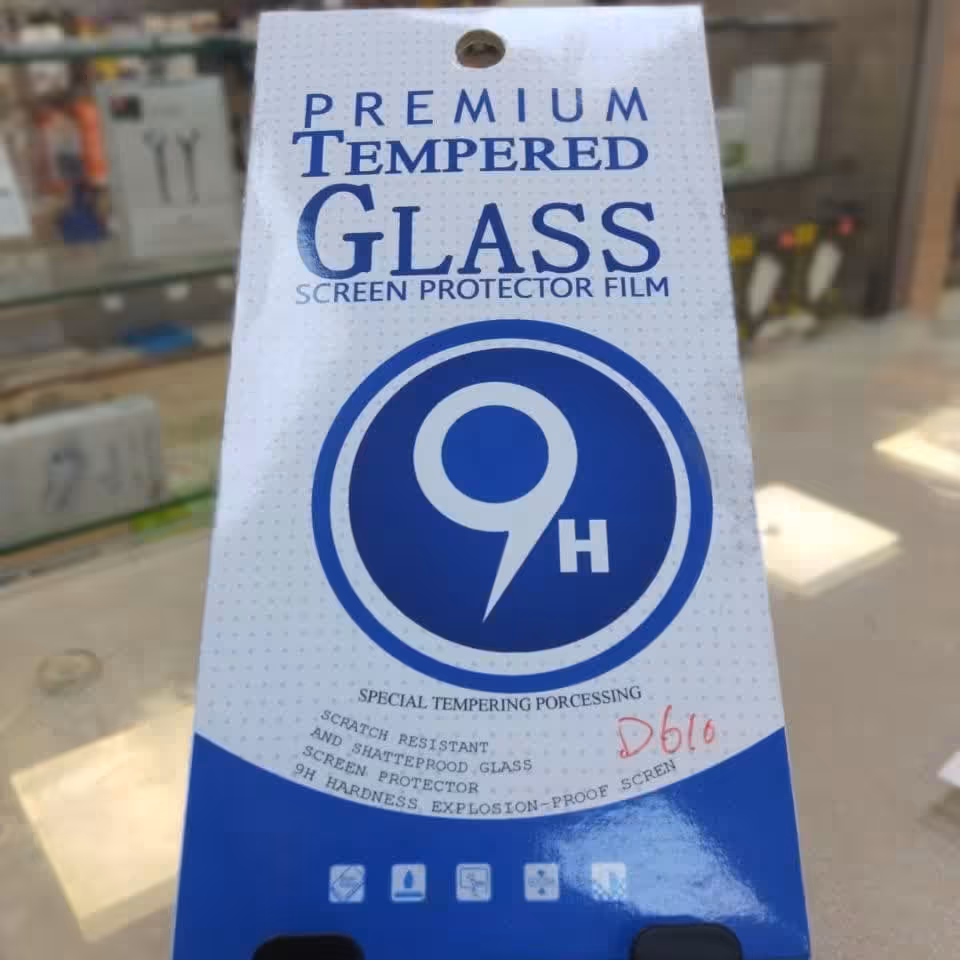 PREMIUM
TEMPERED
GLASS
SCREEN PROTECTOR FILM
9H
SPECIAL TEMPERING PORCESSING
D610
SCRATCH RESISTANT
AND SHATTEPROOD GLASS
SCREEN PROTECTOR
9H HARDNESS EXPLOSION-PROOF SCREN